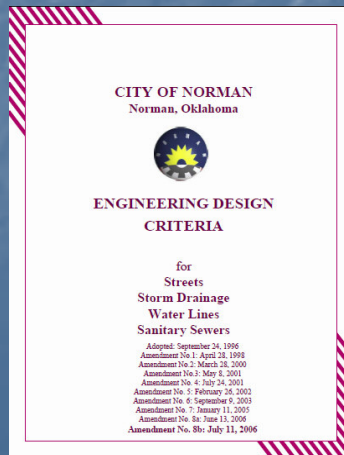 CITY OF NORMAN
Norman, Oklahoma
ENGINEERING DESIGN
CRITERIA
for
Streets
Storm Drainage
Water Lines
Sanitary Sewers
Adopted: September 24, 1996
Amendment No.1: April 28, 1998
Amendment No.2: March 28, 2000
Amendment No.3: May 8, 2001
Amendment No. 4: July 24, 2001
Amendment No. 5: February 26, 2002
Amendment No. 6: September 9, 2003
Amendment No. 7: January 11, 2005
Amendment No. 8a: June 13, 2006
Amendment No. 8b: July 11, 2006